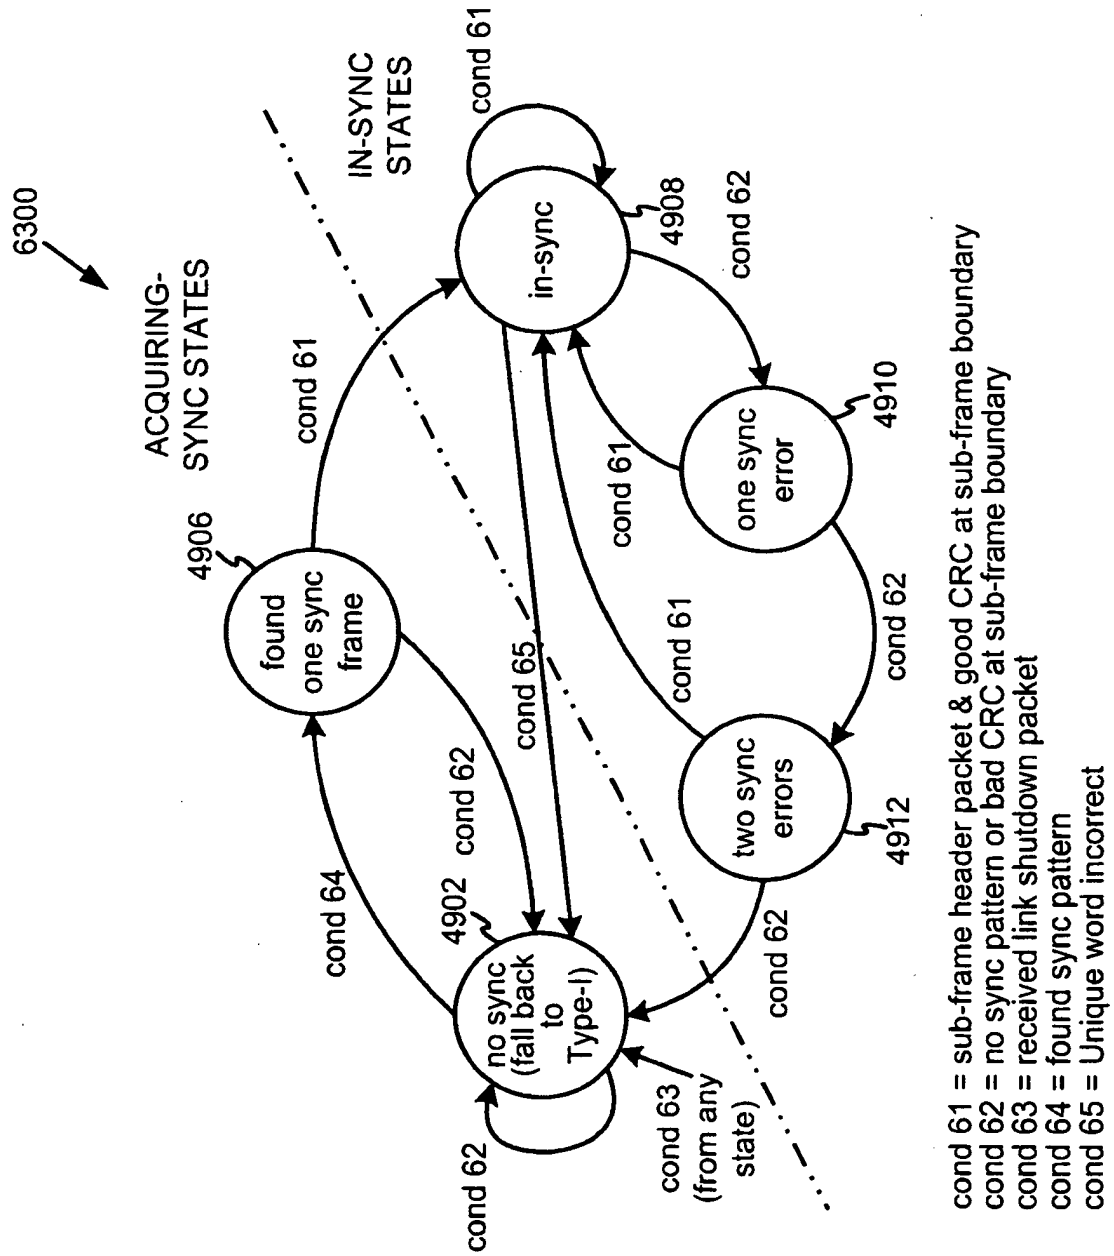 6300
ACQUIRING-
SYNC STATES
IN-SYNC
STATES
4906
found
one sync
frame
cond 61
cond 61
cond 64
cond 62
cond 65
4902
no sync
(fall back
to
Type-I)
cond 62
cond 63
(from any
state)
in-sync
4908
cond 62
cond 61
cond 61
one sync
error
4910
cond 62
two sync
errors
4912
cond 62
cond 61 = sub-frame header packet & good CRC at sub-frame boundary
cond 62 = no sync pattern or bad CRC at sub-frame boundary
cond 63 = received link shutdown packet
cond 64 = found sync pattern
cond 65 = Unique word incorrect